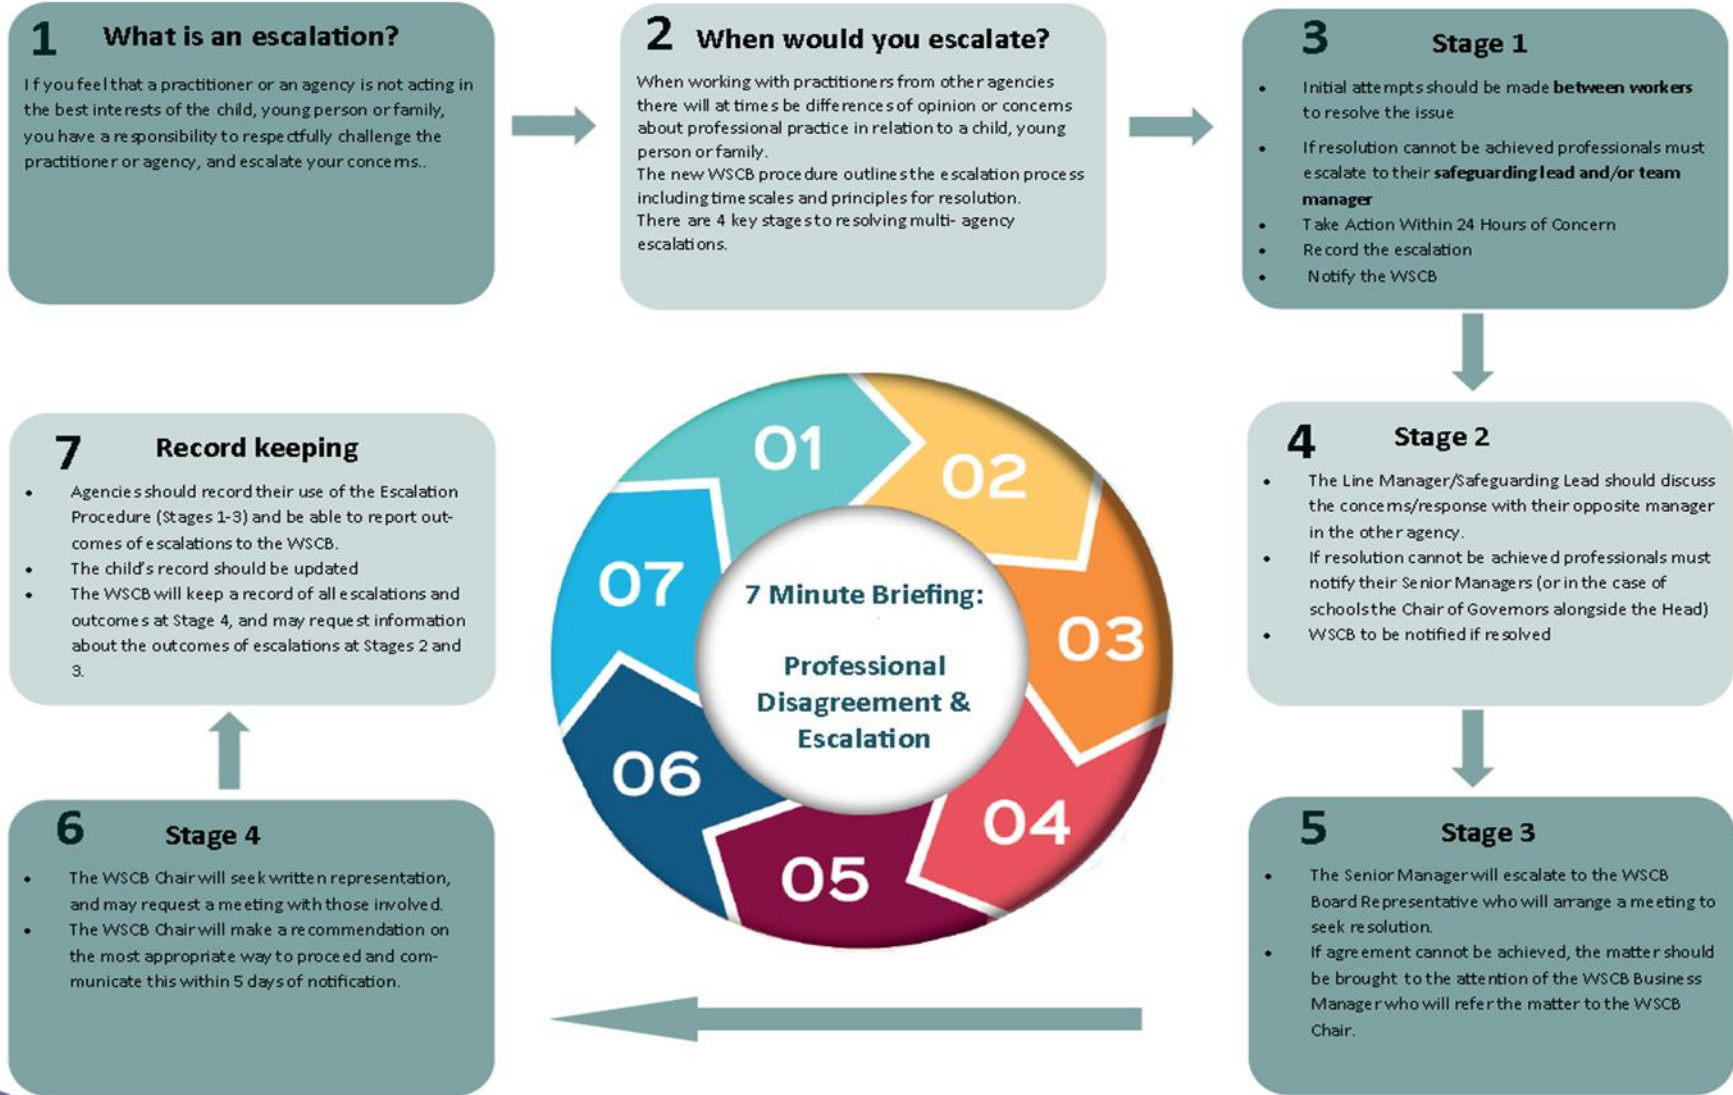 1 What is an escalation?
If you feel that a practitioner or an agency is not acting in
the best interests of the child, young person or family,
you have a responsibility to respectfully challenge the
practitioner or agency, and escalate your concerns..
2 When would you escalate?
When working with practitioners from other agencies
there will at times be differences of opinion or concerns
about professional practice in relation to a child, young
person or family.
The new WSCB procedure outlines the escalation process
including timescales and principles for resolution.
There are 4 key stages to resolving multi- agency
escalations.
3 Stage 1
• Initial attempts should be made between workers
to resolve the issue
• If resolution cannot be achieved professionals must
escalate to their safeguarding lead and/or team
manager
• Take Action Within 24 Hours of Concern
• Record the escalation
• Notify the WSCB
4 Stage 2
• The Line Manager/Safeguarding Lead should discuss
the concerns/response with their opposite manager
in the other agency.
• If resolution cannot be achieved professionals must
notify their Senior Managers (or in the case of
schools the Chair of Governors alongside the Head)
• WSCB to be notified if resolved
5 Stage 3
• The Senior Manager will escalate to the WSCB
Board Representative who will arrange a meeting to
seek resolution.
• If agreement cannot be achieved, the matter should
be brought to the attention of the WSCB Business
Manager who will refer the matter to the WSCB
Chair.
6 Stage 4
• The WSCB Chair will seek written representation,
and may request a meeting with those involved.
• The WSCB Chair will make a recommendation on
the most appropriate way to proceed and com-
municate this within 5 days of notification.
7 Record keeping
• Agencies should record their use of the Escalation
Procedure (Stages 1-3) and be able to report out-
comes of escalations to the WSCB.
• The child's record should be updated
• The WSCB will keep a record of all escalations and
outcomes at Stage 4, and may request information
about the outcomes of escalations at Stages 2 and
3.
01
02
03
04
05
06
07
7 Minute Briefing:
Professional
Disagreement &
Escalation